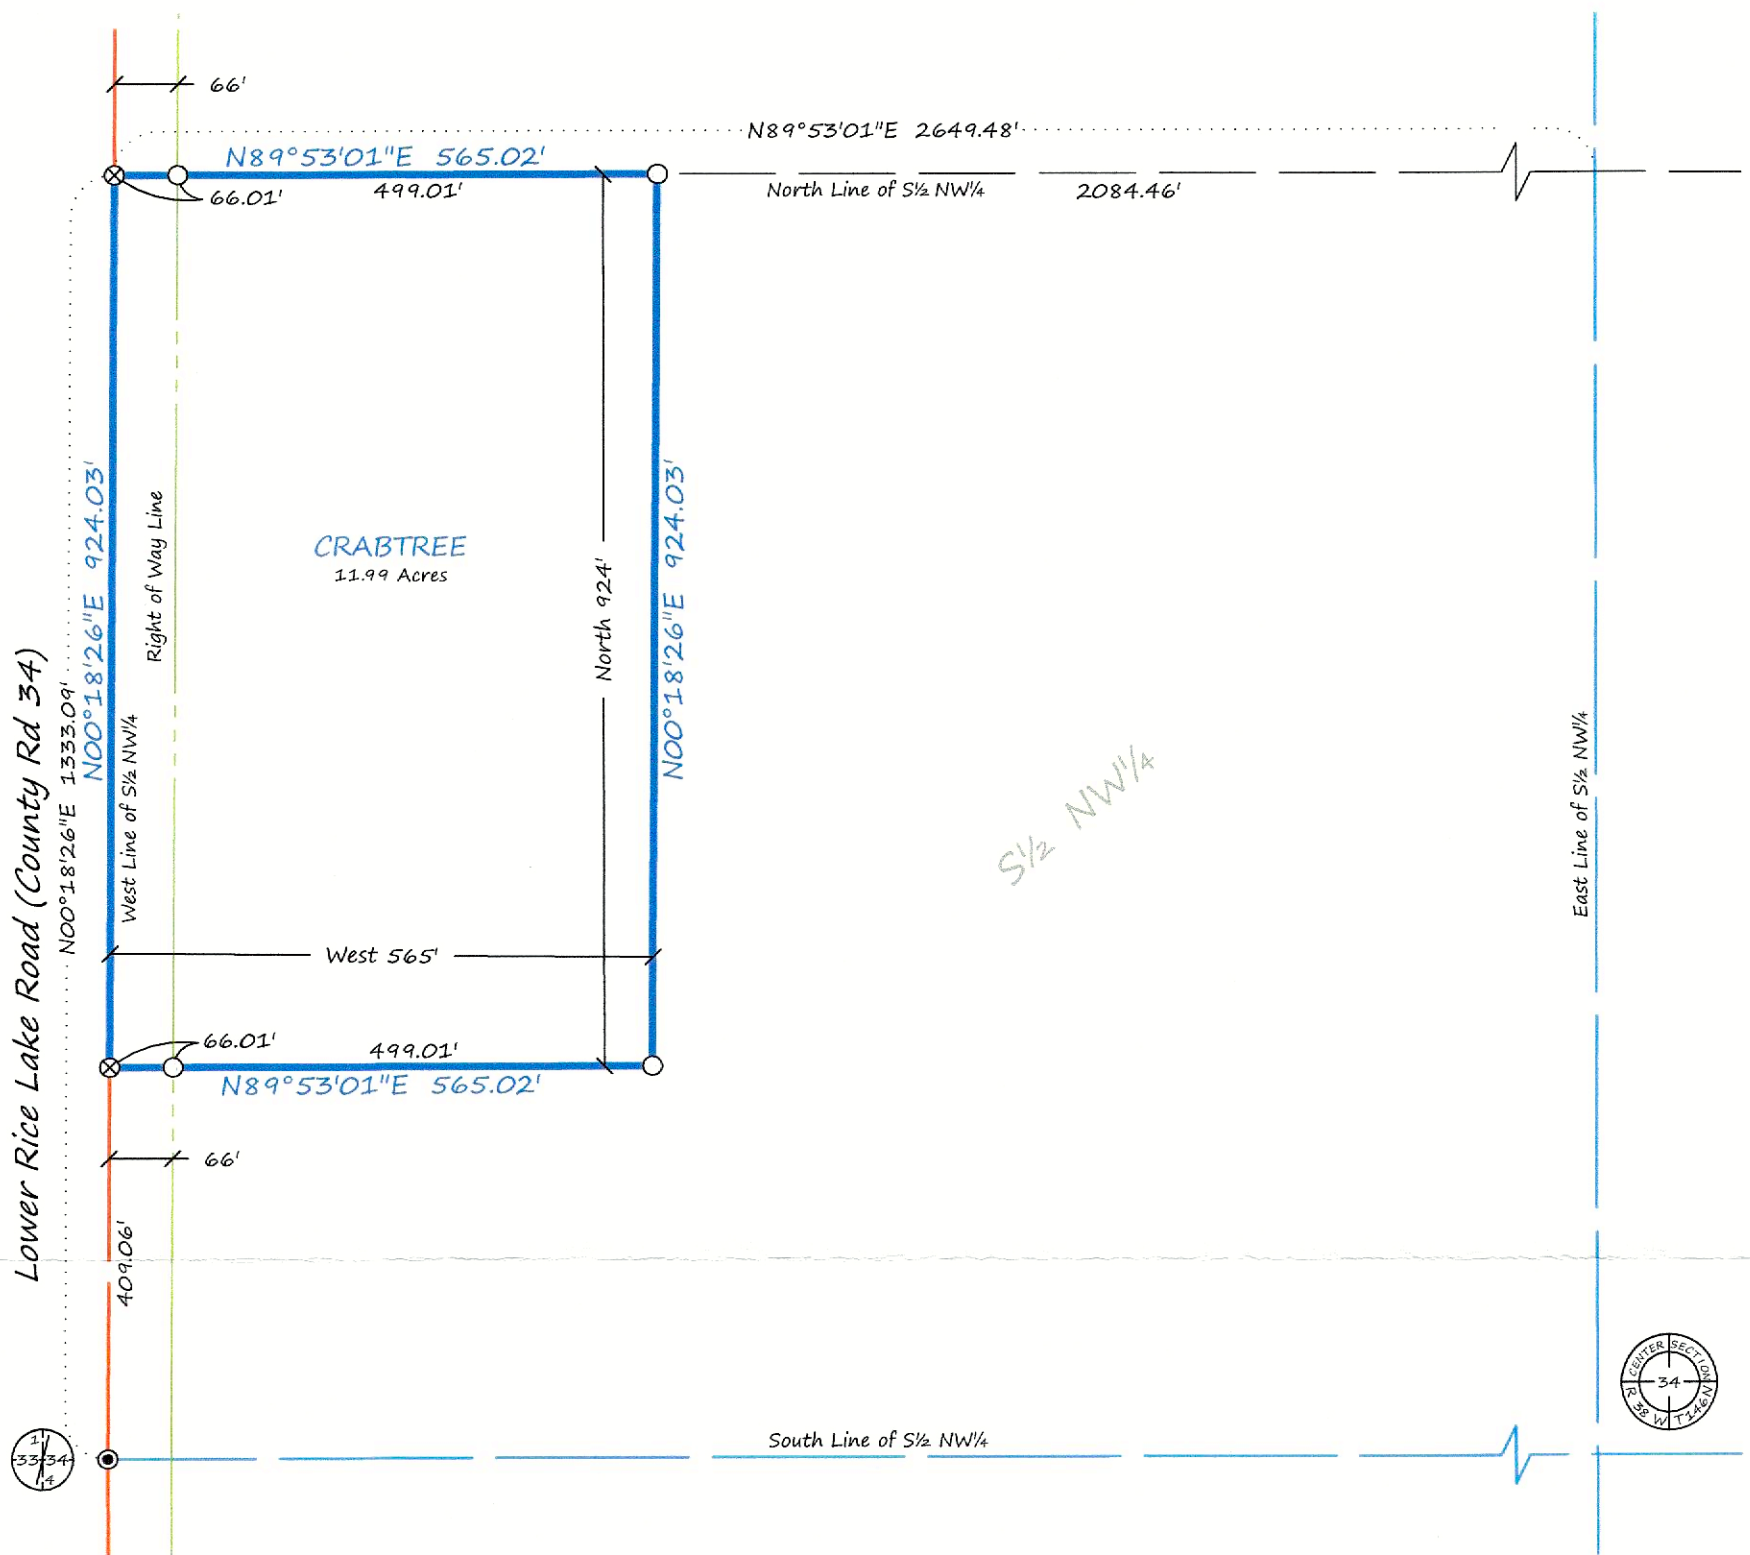 66'
N89°53'01"E 2649.48'
N89°53'01"E 565.02'
66.01'
499.01'
North Line of S½ NW¼
2084.46'
N00°18'26"E 924.03'
Right of Way Line
CRABTREE
11.99 Acres
North 924'
N00°18'26"E 924.03'
Lower Rice Lake Road (County Rd 34)
N00°18'26"E 1333.09'
West Line of S½ NW¼
S½ NW¼
East Line of S½ NW¼
West 565'
66.01'
499.01'
N89°53'01"E 565.02'
66'
409.06'
South Line of S½ NW¼
1/4
33 34
CENTER SECTION
34
R 38 W T146N